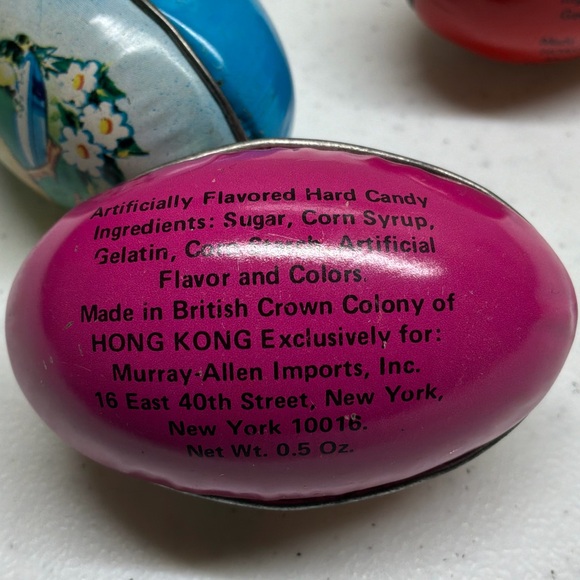 Artificially Flavored Hard Candy
Ingredients: Sugar, Corn Syrup,
Gelatin, Corn Starch, Artificial
Flavor and Colors.
Made in British Crown Colony of
HONG KONG Exclusively for:
Murray-Allen Imports, Inc.
16 East 40th Street, New York,
New York 10016.
Net Wt. 0.5 Oz.